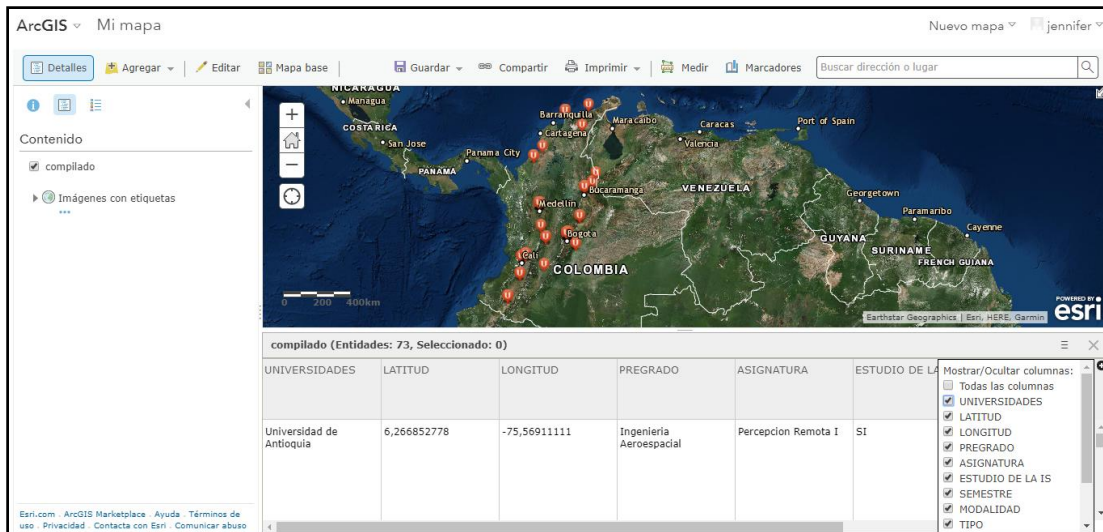 ArcGIS Mi mapa
Nuevo mapa jennifer
Detalles Agregar Editar Mapa base Guardar Compartir Imprimir Medir Marcadores Buscar dirección o lugar
Contenido
compilado
Imágenes con etiquetas
Esri.com . ArcGIS Marketplace . Ayuda . Términos de
uso . Privacidad . Contacta con Esri . Comunicar abuso
NICARAGUA
Managua
COSTA RICA
San Jose
PANAMA
Panama City
Barranquilla
Cartagena
Maracaibo
Caracas
Valencia
Port of Spain
Bucaramanga
VENEZUELA
Medellin
Bogota
Cali
COLOMBIA
Georgetown
Paramaribo
Cayenne
GUYANA
SURINAME
FRENCH GUIANA
200 400km
Earthstar Geographics | Esri, HERE, Garmin
POWERED BY
esri
compilado (Entidades: 73, Seleccionado: 0)
UNIVERSIDADES LATITUD LONGITUD PREGRADO ASIGNATURA ESTUDIO DE LA
Universidad de Antioquia 6,266852778 -75,56911111 Ingenieria Aeroespacial Percepcion Remota I SI
Mostrar/Ocultar columnas:
Todas las columnas
UNIVERSIDADES
LATITUD
LONGITUD
PREGRADO
ASIGNATURA
ESTUDIO DE LA IS
SEMESTRE
MODALIDAD
TIPO